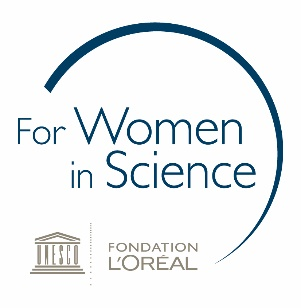 For Women
in Science
UNESCO
FONDATION
L'ORÉAL